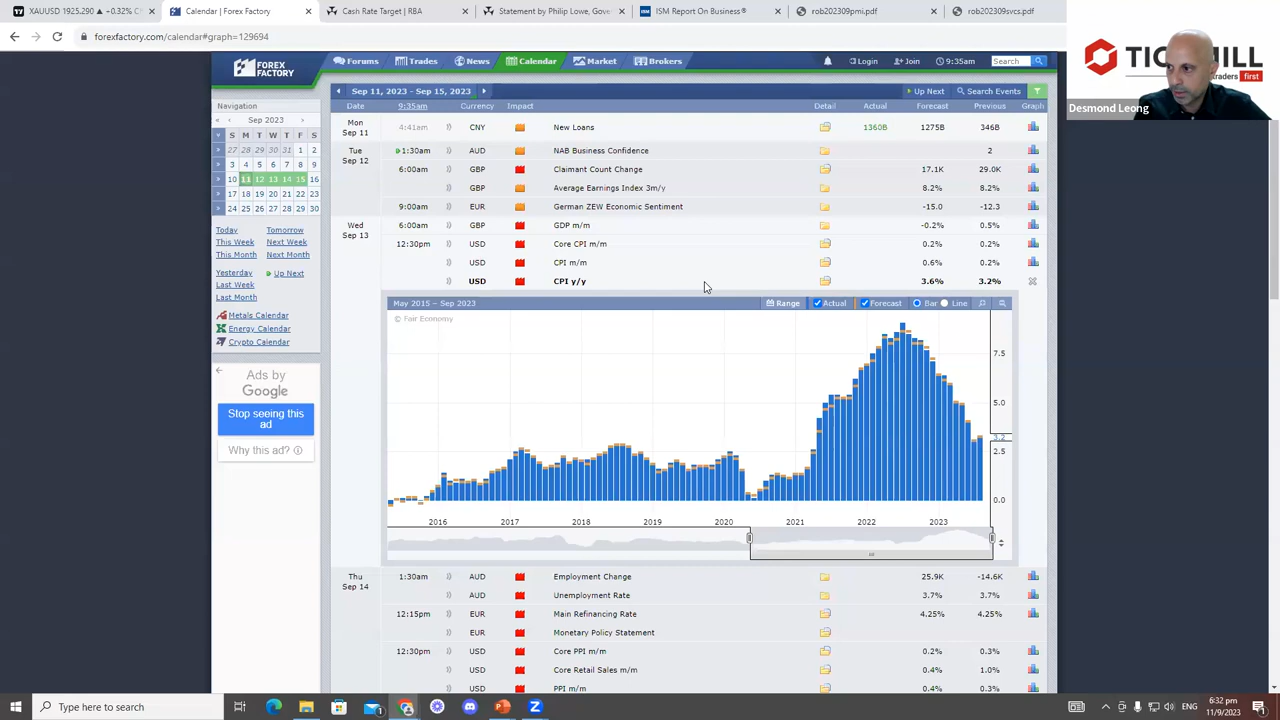 XAUUSD 1925.290 ▲ +0.32% C
Calendar | Forex Factory
Cash Rate Target | RBA
Statement by Philip Lowe, Gove
ISM Report On Business®
rob202309pmi.pdf
rob202309svcs.pdf
forexfactory.com/calendar#graph=129694
FOREX FACTORY
Forums
Trades
News
Calendar
Market
Brokers
Login
Join
9:35am
Search
TIC MILL
traders first
Desmond Leong
Navigation
Sep 2023
S M T W T F S
27 28 29 30 31 1 2
3 4 5 6 7 8 9
10 11 12 13 14 15 16
17 18 19 20 21 22 23
24 25 26 27 28 29 30
Today Tomorrow
This Week Next Week
This Month Next Month
Yesterday Up Next
Last Week
Last Month
Metals Calendar
Energy Calendar
Crypto Calendar
Ads by
Google
Stop seeing this
ad
Why this ad?
Sep 11, 2023 - Sep 15, 2023
Up Next
Search Events
Date 9:35am Currency Impact Detail Actual Forecast Previous Graph
Mon
Sep 11
4:41am CNY New Loans 1360B 1275B 346B
Tue
Sep 12
1:30am AUD NAB Business Confidence 2
6:00am GBP Claimant Count Change 17.1K 29.0K
GBP Average Earnings Index 3m/y 8.2% 8.2%
9:00am EUR German ZEW Economic Sentiment -15.0 -12.3
Wed
Sep 13
6:00am GBP GDP m/m -0.2% 0.5%
12:30pm USD Core CPI m/m 0.2% 0.2%
USD CPI m/m 0.6% 0.2%
USD CPI y/y 3.6% 3.2%
May 2015 – Sep 2023
Range
Actual
Forecast
Bar
Line
© Fair Economy
7.5
5.0
3.2
2.5
0.0
2016 2017 2018 2019 2020 2021 2022 2023
Thu
Sep 14
1:30am AUD Employment Change 25.9K -14.6K
AUD Unemployment Rate 3.7% 3.7%
12:15pm EUR Main Refinancing Rate 4.25% 4.25%
EUR Monetary Policy Statement
12:30pm USD Core PPI m/m 0.2% 0.3%
USD Core Retail Sales m/m 0.4% 1.0%
USD PPI m/m 0.4% 0.3%
Type here to search
6:32 pm
11/9/2023